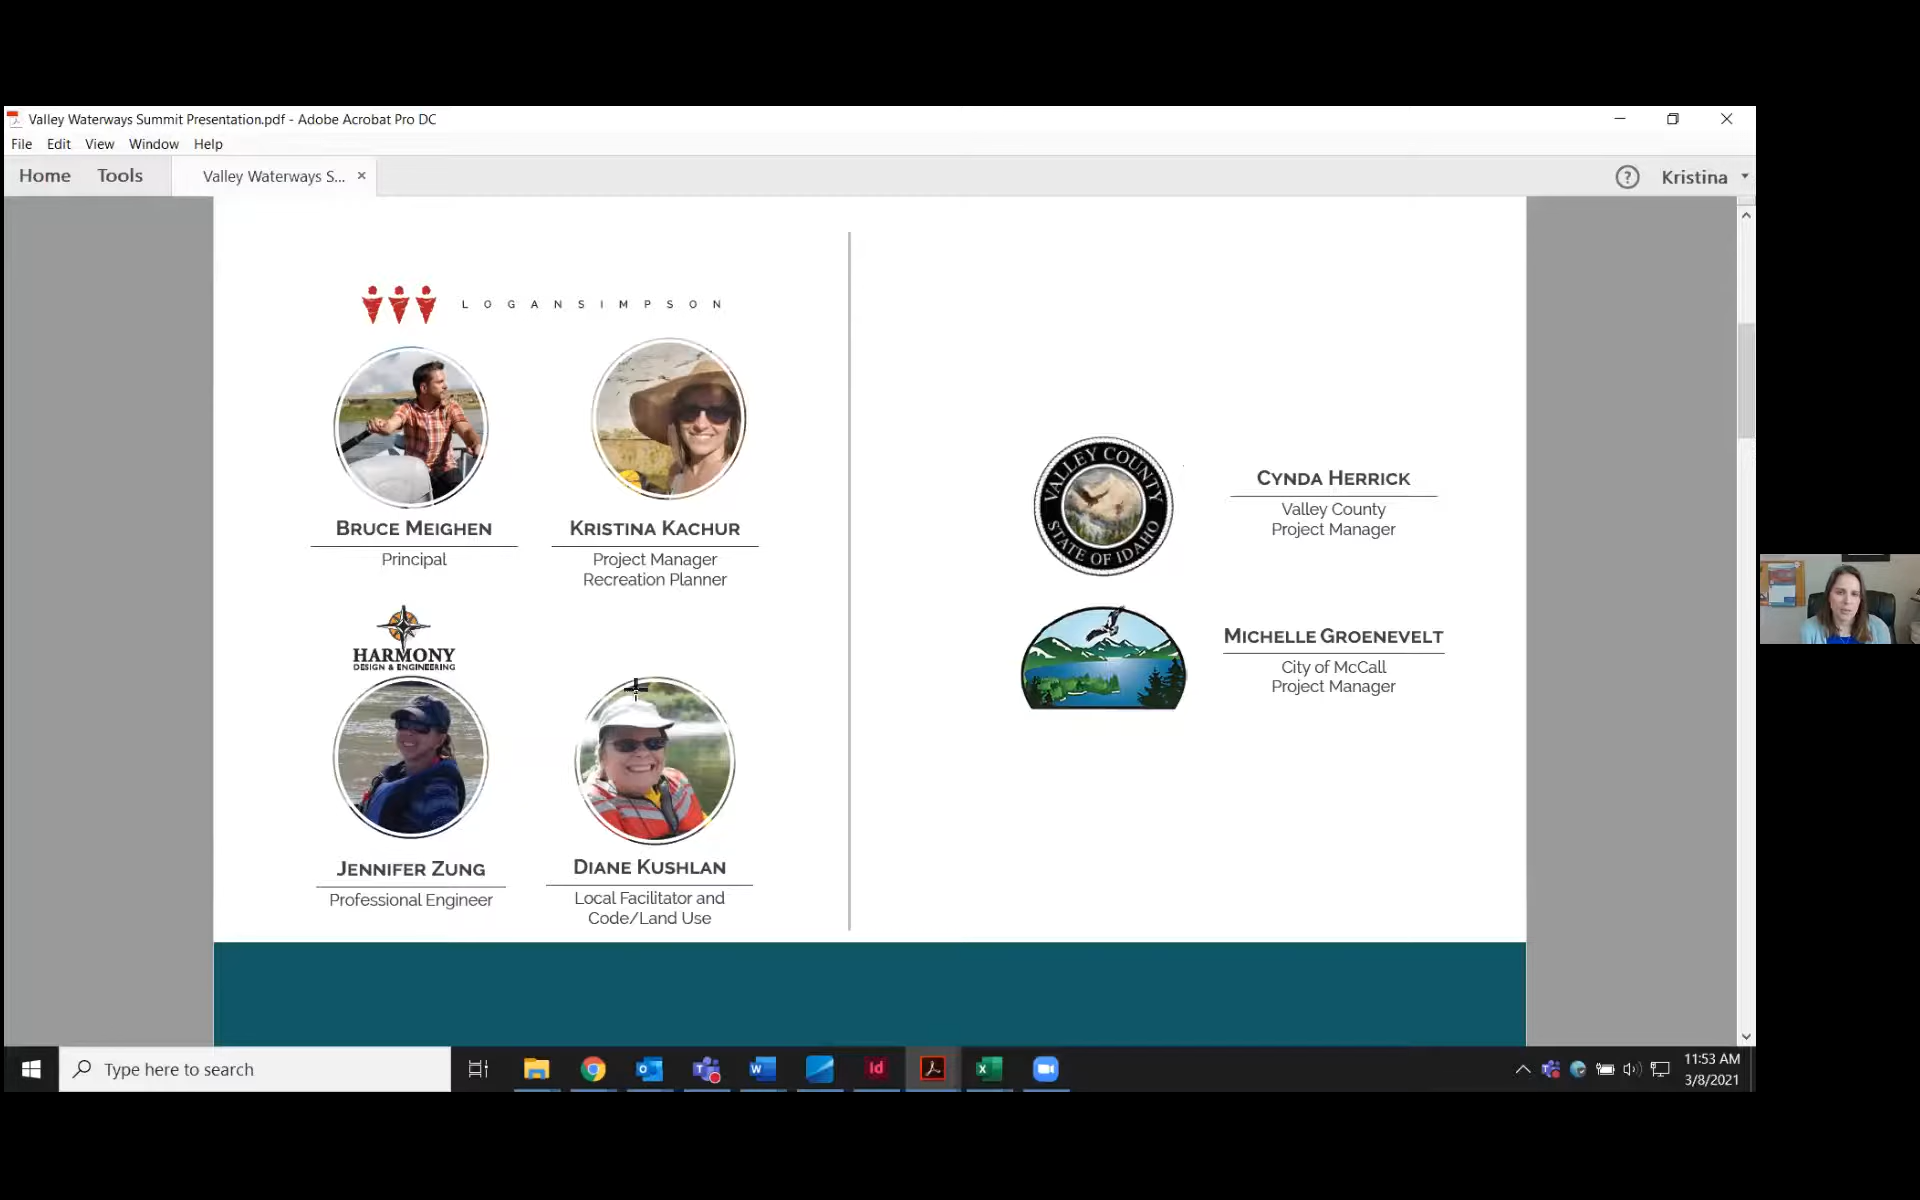 Valley Waterways Summit Presentation.pdf - Adobe Acrobat Pro DC
File Edit View Window Help
Home Tools Valley Waterways S... × ? Kristina
LOGANSIMPSON
BRUCE MEIGHEN
Principal
KRISTINA KACHUR
Project Manager
Recreation Planner
HARMONY
DESIGN & ENGINEERING
JENNIFER ZUNG
Professional Engineer
DIANE KUSHLAN
Local Facilitator and
Code/Land Use
VALLEY COUNTY
STATE OF IDAHO
CYNDA HERRICK
Valley County
Project Manager
MICHELLE GROENEVELT
City of McCall
Project Manager
Type here to search
11:53 AM
3/8/2021